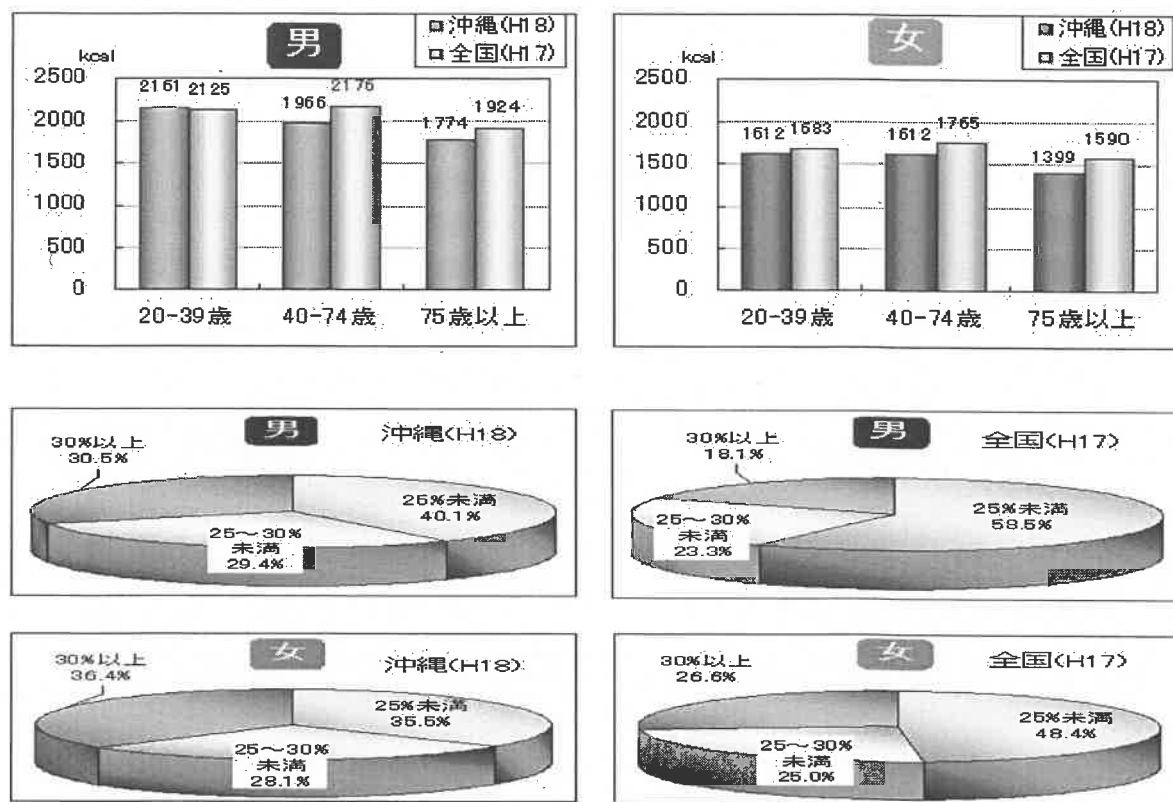 男
沖縄(H18)
全国(H17)
kcal
2500
2000
1500
1000
500
0
2161
2125
1966
2176
1774
1924
20-39歳
40-74歳
75歳以上
女
沖縄(H18)
全国(H17)
kcal
2500
2000
1500
1000
500
0
1612
1683
1612
1765
1399
1590
20-39歳
40-74歳
75歳以上
男
沖縄(H18)
30%以上
30.5%
25%未満
40.1%
25〜30%
未満
29.4%
男
全国(H17)
30%以上
18.1%
25%未満
58.5%
25〜30%
未満
23.3%
女
沖縄(H18)
30%以上
36.4%
25%未満
35.5%
25〜30%
未満
28.1%
女
全国(H17)
30%以上
26.6%
25%未満
48.4%
25〜30%
未満
25.0%